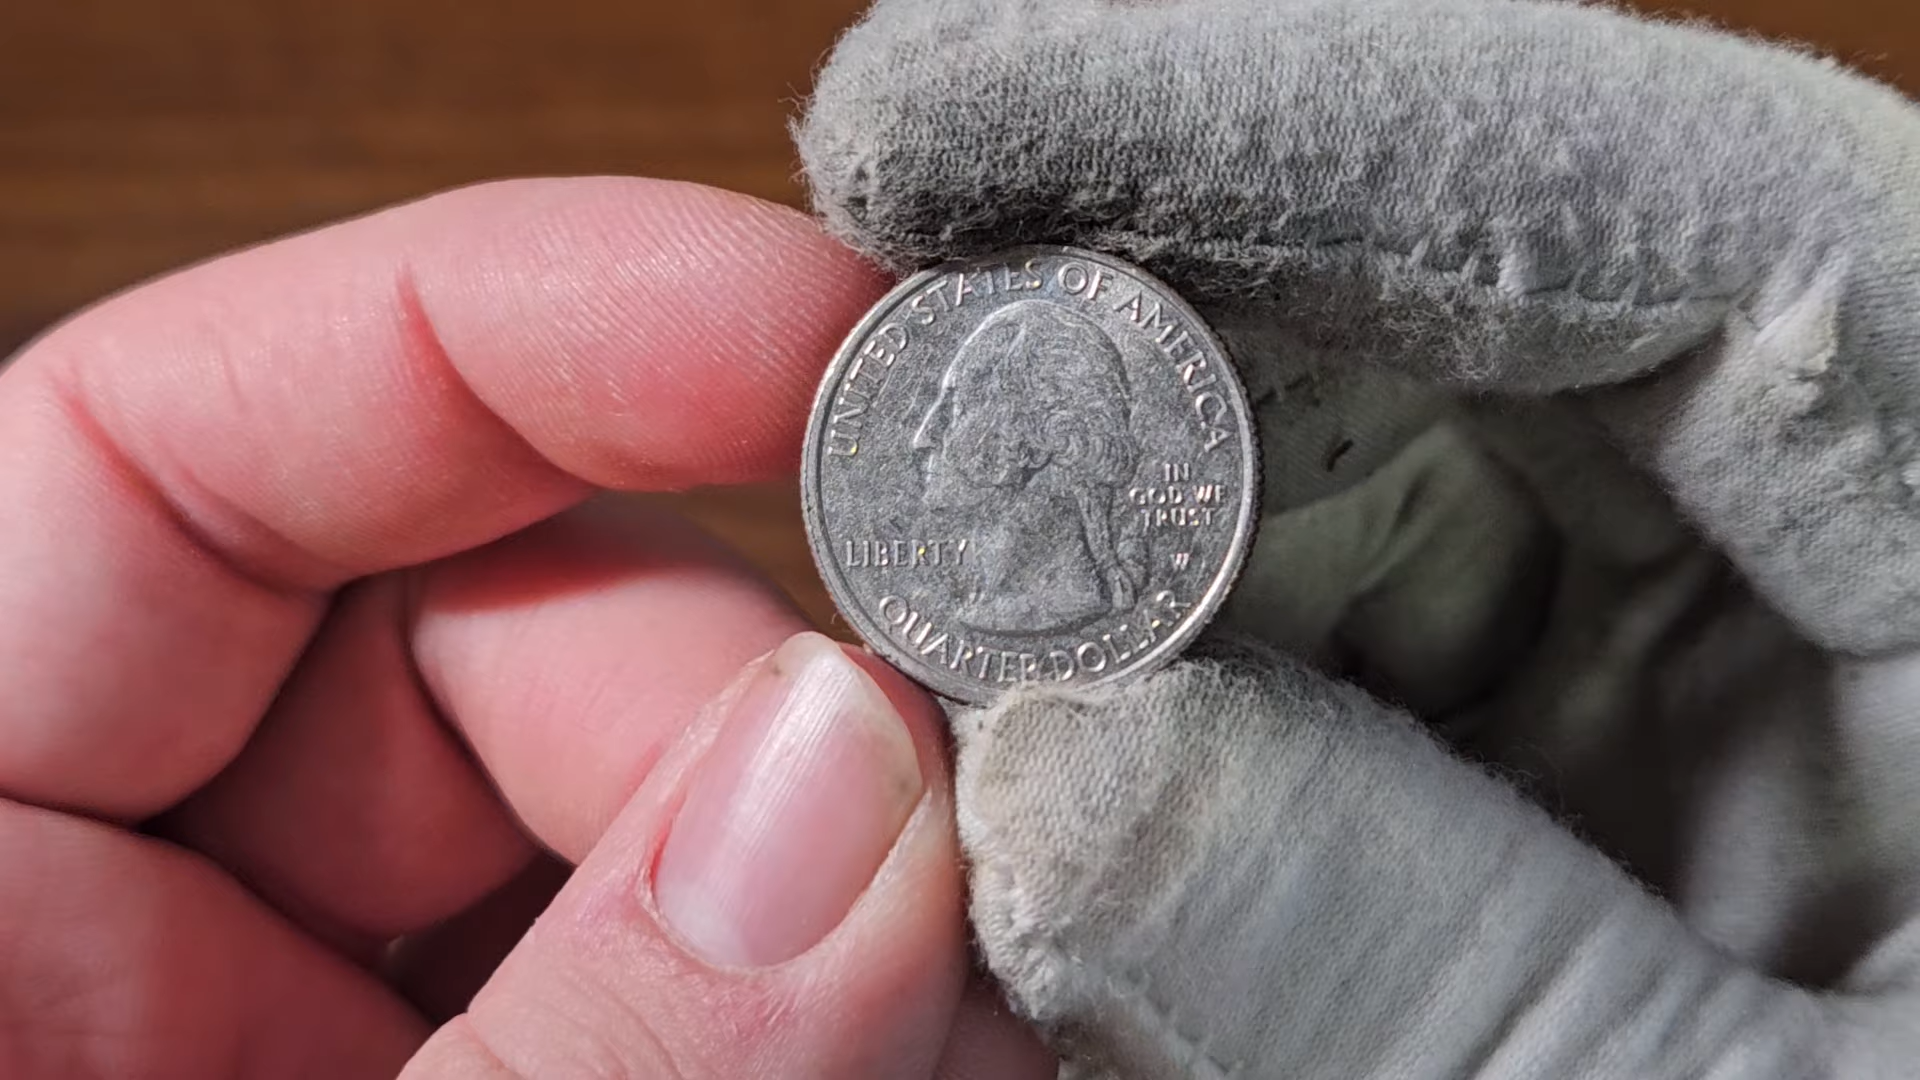 UNITED STATES OF AMERICA
IN
GOD WE
TRUST
LIBERTY
W
QUARTER DOLLAR